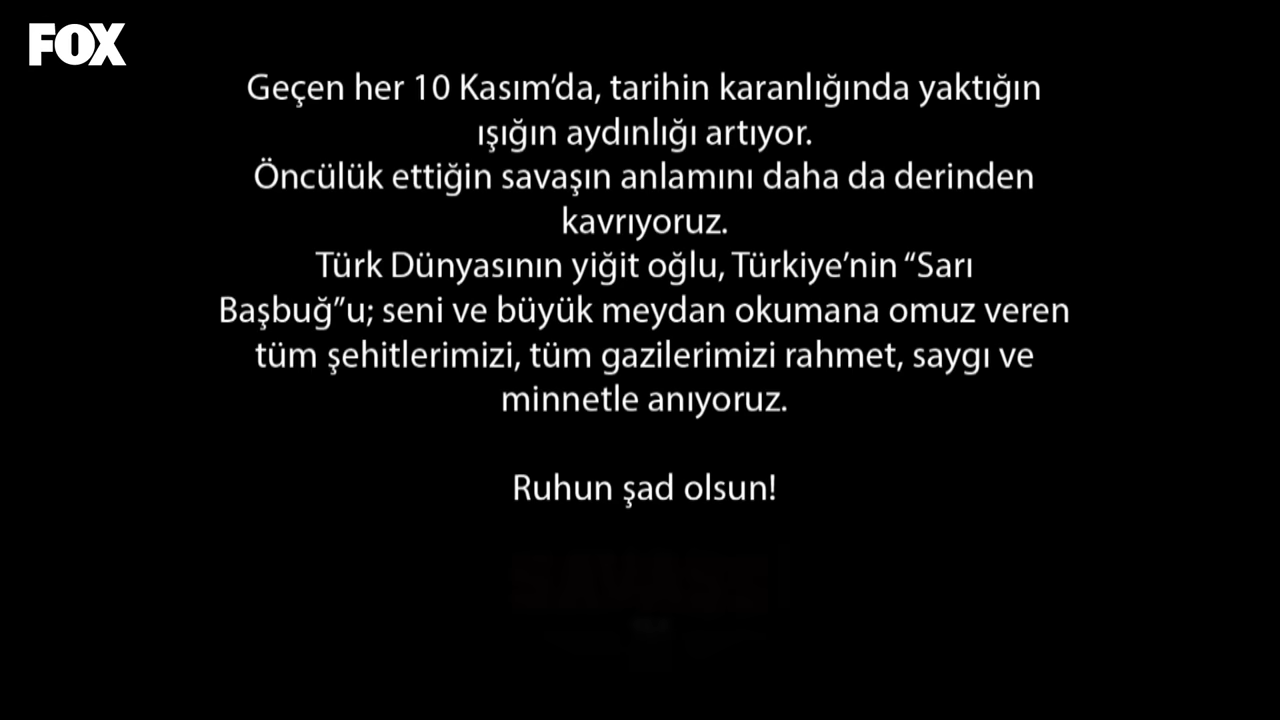 FOX
Geçen her 10 Kasım’da, tarihin karanlığında yaktığın
ışığın aydınlığı artıyor.
Öncülük ettiğin savaşın anlamını daha da derinden
kavrıyoruz.
Türk Dünyasının yiğit oğlu, Türkiye’nin “Sarı
Başbuğ”u; seni ve büyük meydan okumana omuz veren
tüm şehitlerimizi, tüm gazilerimizi rahmet, saygı ve
minnetle anıyoruz.
Ruhun şad olsun!